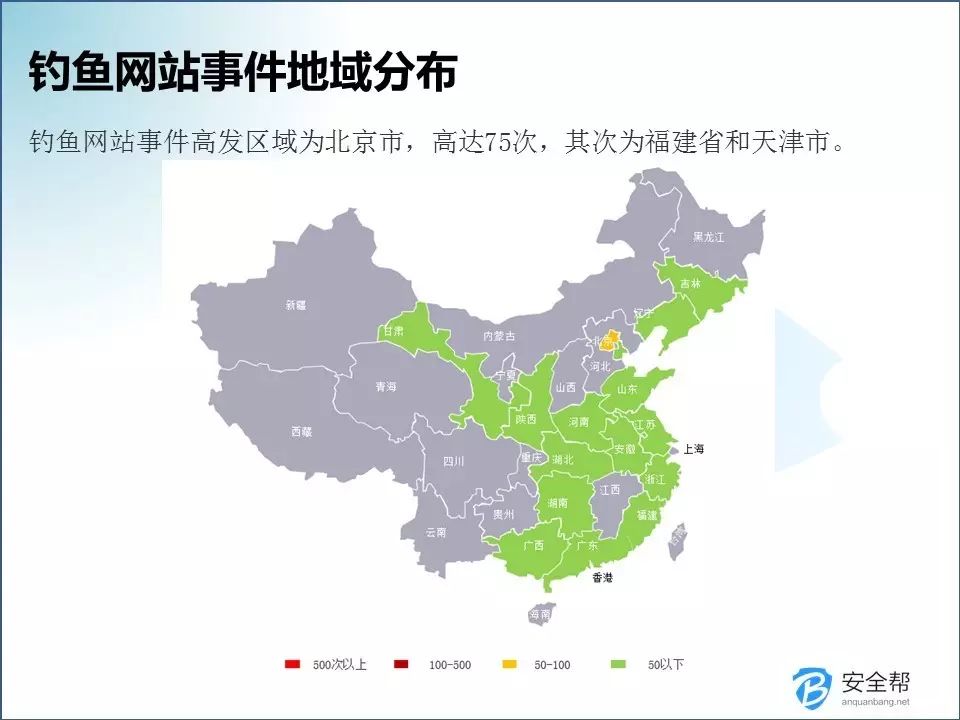 钓鱼网站事件地域分布
钓鱼网站事件高发区域为北京市，高达75次，其次为福建省和天津市。
黑龙江
吉林
新疆
辽宁
甘肃
内蒙古
北京
河北
宁夏
青海
山西
山东
陕西
河南
江苏
西藏
上海
安徽
四川
重庆
湖北
浙江
江西
湖南
贵州
福建
云南
广西
广东
台湾
香港
海南
500次以上
100-500
50-100
50以下
安全帮
anquanbang.net